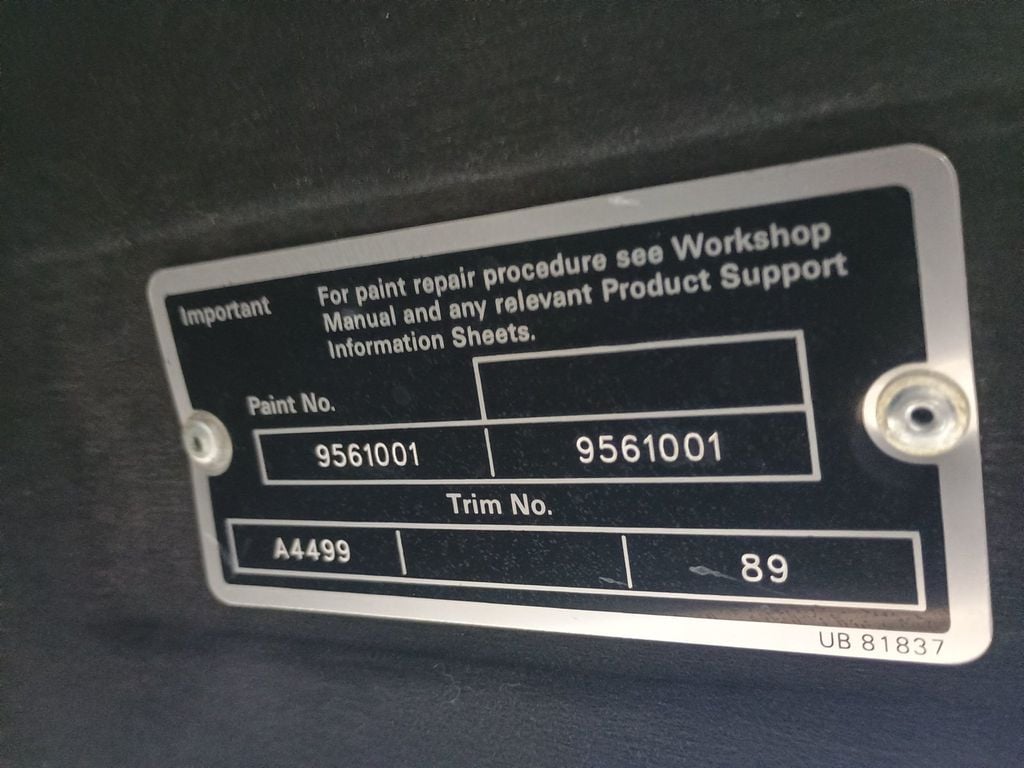 Important
For paint repair procedure see Workshop
Manual and any relevant Product Support
Information Sheets.
Paint No.
9561001 9561001
Trim No.
A4499 89
UB 81837